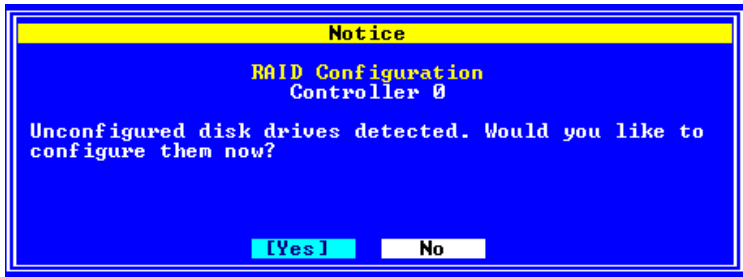 Notice
RAID Configuration
Controller 0
Unconfigured disk drives detected. Would you like to
configure them now?
[Yes] No